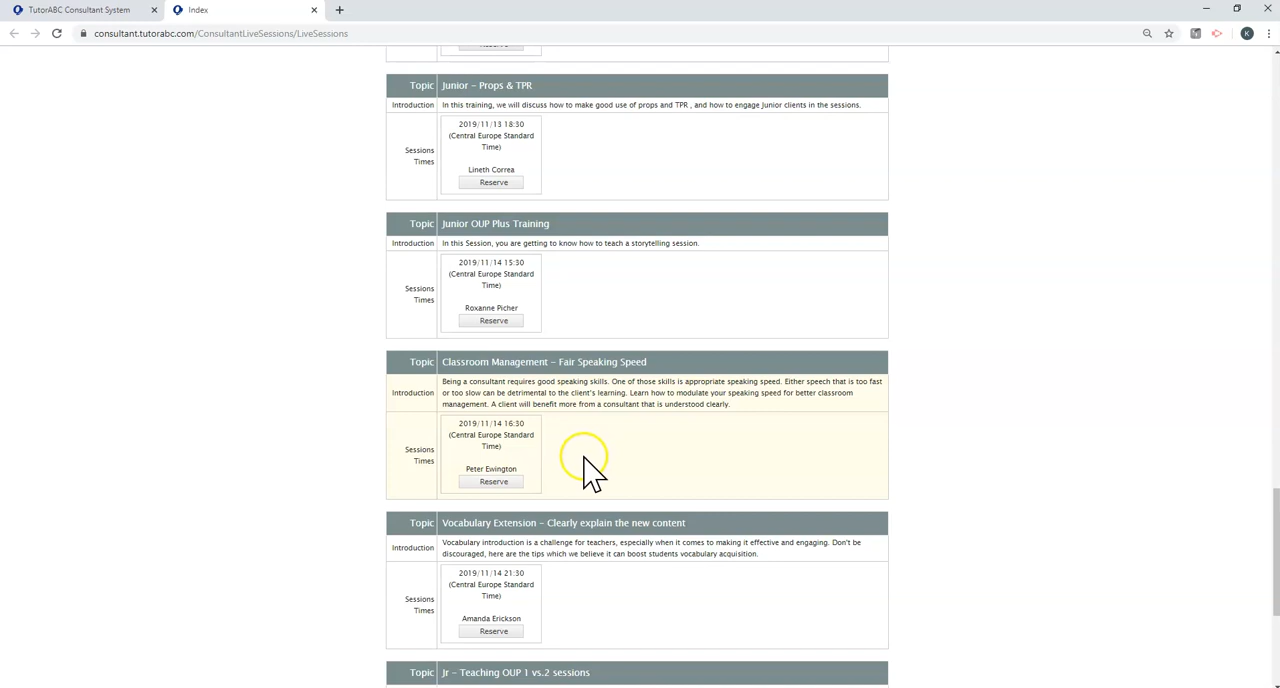 TutorABC Consultant System
Index
consultant.tutorabc.com/ConsultantLiveSessions/LiveSessions
K
Reserve
Topic Junior - Props & TPR
Introduction In this training, we will discuss how to make good use of props and TPR , and how to engage Junior clients in the sessions.
2019/11/13 18:30
(Central Europe Standard
Time)
Sessions
Times
Lineth Correa
Reserve
Topic Junior OUP Plus Training
Introduction In this Session, you are getting to know how to teach a storytelling session.
2019/11/14 15:30
(Central Europe Standard
Time)
Sessions
Times
Roxanne Picher
Reserve
Topic Classroom Management - Fair Speaking Speed
Being a consultant requires good speaking skills. One of those skills is appropriate speaking speed. Either speech that is too fast
Introduction or too slow can be detrimental to the client's learning. Learn how to modulate your speaking speed for better classroom
management. A client will benefit more from a consultant that is understood clearly.
2019/11/14 16:30
(Central Europe Standard
Time)
Sessions
Times
Peter Ewington
Reserve
Topic Vocabulary Extension - Clearly explain the new content
Introduction Vocabulary introduction is a challenge for teachers, especially when it comes to making it effective and engaging. Don't be
discouraged, here are the tips which we believe it can boost students vocabulary acquisition.
2019/11/14 21:30
(Central Europe Standard
Time)
Sessions
Times
Amanda Erickson
Reserve
Topic Jr - Teaching OUP 1 vs.2 sessions